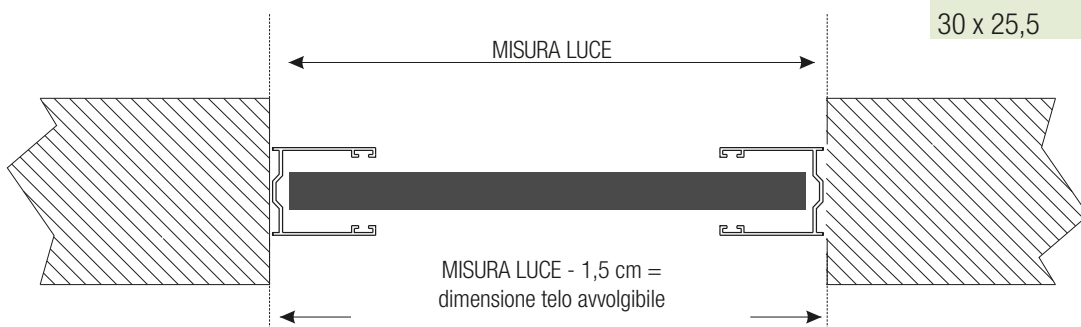 30 x 25,5
MISURA LUCE
MISURA LUCE - 1,5 cm =
dimensione telo avvolgibile